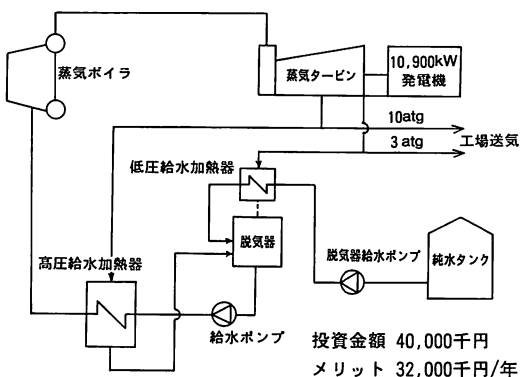 蒸気ボイラ
蒸気タービン
10,900kW
発電機
10atg
工場送気
3 atg
低圧給水加熱器
脱気器
高圧給水加熱器
脱気器給水ポンプ
純水タンク
給水ポンプ
投資金額 40,000千円
メリット 32,000千円/年